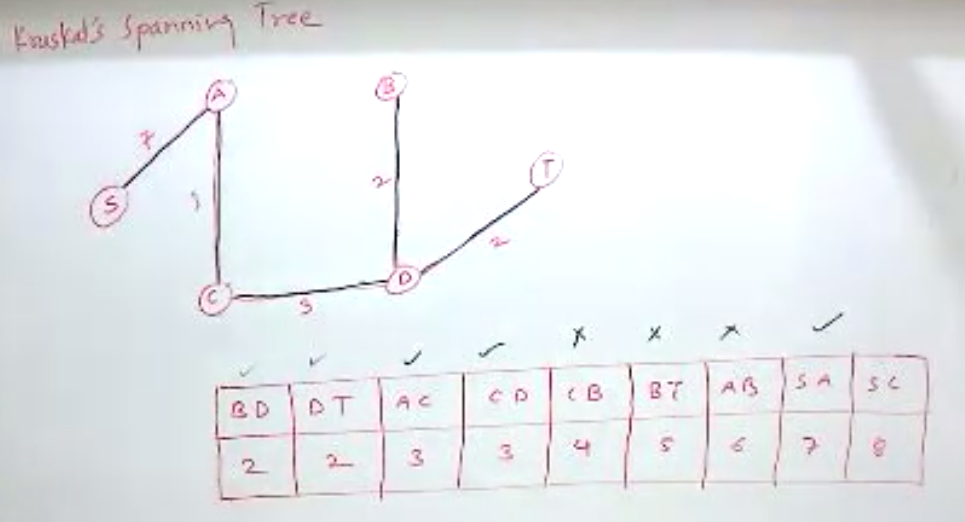 Kruskal's Spanning Tree
A
B
7
T
S
2
3
2
D
C
3
✓ ✓ ✓ ✓ x x x ✓
BD DT AC CD CB BT AB SA SC
2 2 3 3 4 5 6 7 8